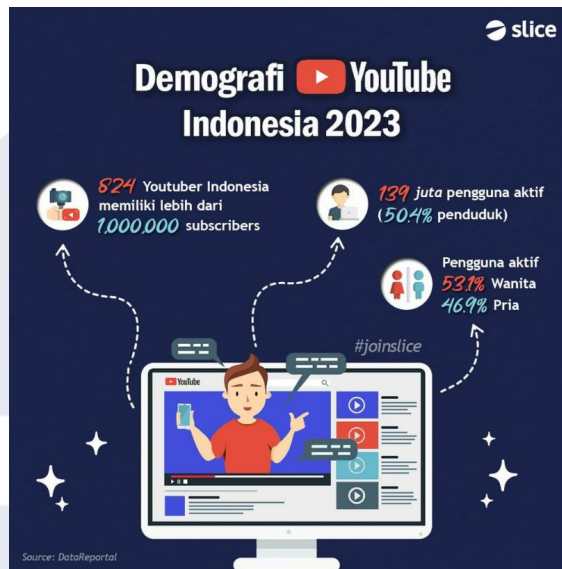 slice
Demografi YouTube
Indonesia 2023
824 Youtuber Indonesia
memiliki lebih dari
1,000,000 subscribers
139 juta pengguna aktif
(50.4% penduduk)
Pengguna aktif
53.1% Wanita
46.9% Pria
#joinslice
YouTube
Source: DataReportal